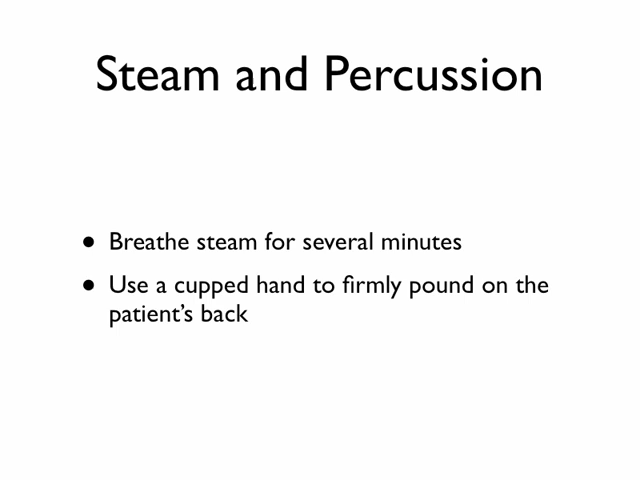 Steam and Percussion
• Breathe steam for several minutes
• Use a cupped hand to firmly pound on the
patient’s back